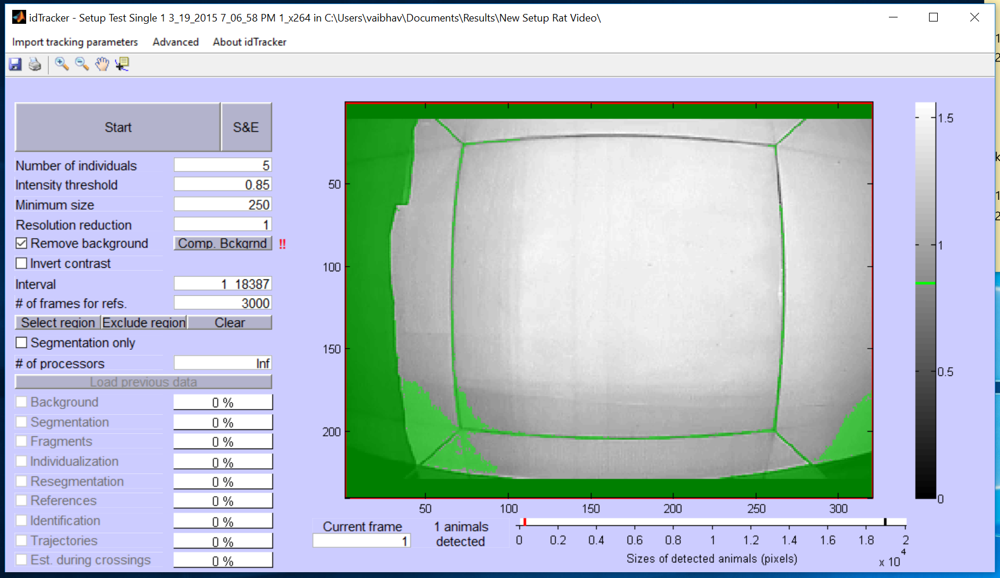 idTracker - Setup Test Single 1 3_19_2015 7_06_58 PM 1_x264 in C:\Users\vaibhav\Documents\Results\New Setup Rat Video\
Import tracking parameters Advanced About idTracker
Start S&E
Number of individuals 5
Intensity threshold 0.85
Minimum size 250
Resolution reduction 1
Remove background Comp. Bckgrnd !!
Invert contrast
Interval 1 18387
# of frames for refs. 3000
Select region Exclude region Clear
Segmentation only
# of processors Inf
Load previous data
Background 0 %
Segmentation 0 %
Fragments 0 %
Individualization 0 %
Resegmentation 0 %
References 0 %
Identification 0 %
Trajectories 0 %
Est. during crossings 0 %
50
100
150
200
50 100 150 200 250 300
1.5
1
0.5
0
Current frame
1
1 animals
detected
0 0.2 0.4 0.6 0.8 1 1.2 1.4 1.6 1.8 2
Sizes of detected animals (pixels)
x 10 4
1
2
k
1
2